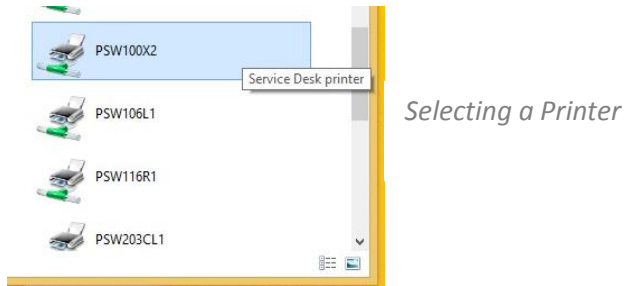 PSW100X2
Service Desk printer
PSW106L1
Selecting a Printer
PSW116R1
PSW203CL1